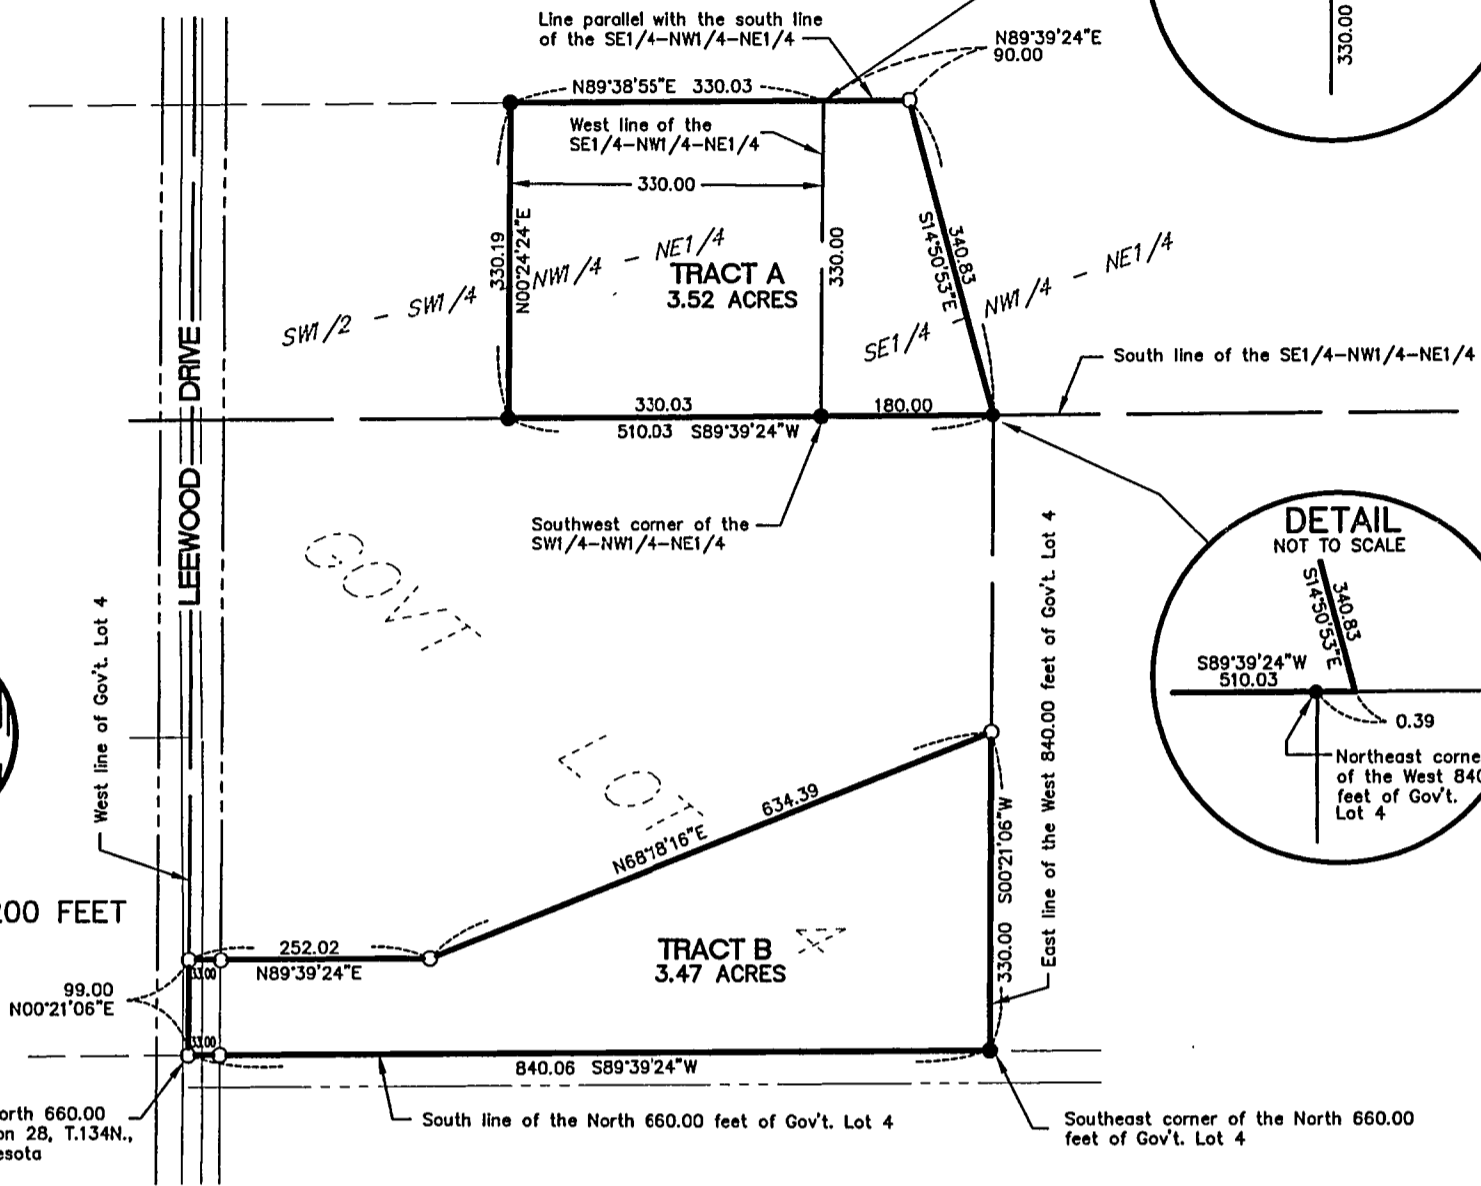 Line parallel with the south line
of the SE1/4-NW1/4-NE1/4
N89°39'24"E
90.00
330.00
N89°38'55"E 330.03
West line of the
SE1/4-NW1/4-NE1/4
330.00
330.19
N00°24'24"E
SW1/2 - SW1/4 NW1/4 - NE1/4
TRACT A
3.52 ACRES
330.00
340.83
S14°50'53"E
SE1/4 - NW1/4 - NE1/4
South line of the SE1/4-NW1/4-NE1/4
LEEWOOD DRIVE
330.03
180.00
510.03 S89°39'24"W
Southwest corner of the
SW1/4-NW1/4-NE1/4
GOVT
LOT
4
DETAIL
NOT TO SCALE
340.83
S14°50'53"E
S89°39'24"W
510.03
0.39
Northeast corne
of the West 840
feet of Gov't.
Lot 4
West line of Gov't. Lot 4
East line of the West 840.00 feet of Gov't. Lot 4
634.39
N68°18'16"E
330.00 S00°21'06"W
200 FEET
252.02
N89°39'24"E
33.00
TRACT B
3.47 ACRES
99.00
N00°21'06"E
33.00
840.06 S89°39'24"W
orth 660.00
on 28, T.134N.,
esota
South line of the North 660.00 feet of Gov't. Lot 4
Southeast corner of the North 660.00
feet of Gov't. Lot 4